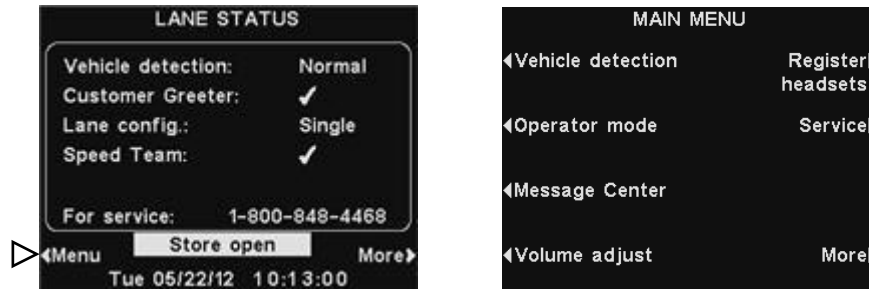 LANE STATUS
Vehicle detection: Normal
Customer Greeter: ✓
Lane config.: Single
Speed Team: ✓
For service: 1-800-848-4468
Store open
Menu More
Tue 05/22/12 10:13:00
MAIN MENU
Vehicle detection Register
headsets
Operator mode Service
Message Center
Volume adjust More